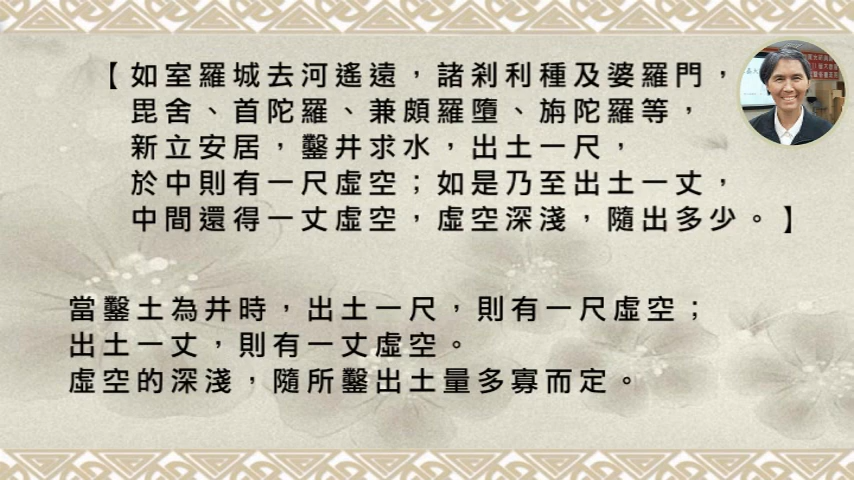 【如室羅城去河遙遠，諸剎利種及婆羅門，
毘舍、首陀羅、兼頗羅墮、旃陀羅等，
新立安居，鑿井求水，出土一尺，
於中則有一尺虛空；如是乃至出土一丈，
中間還得一丈虛空，虛空深淺，隨出多少。】
當鑿土為井時，出土一尺，則有一尺虛空；
出土一丈，則有一丈虛空。
虛空的深淺，隨所鑿出土量多寡而定。